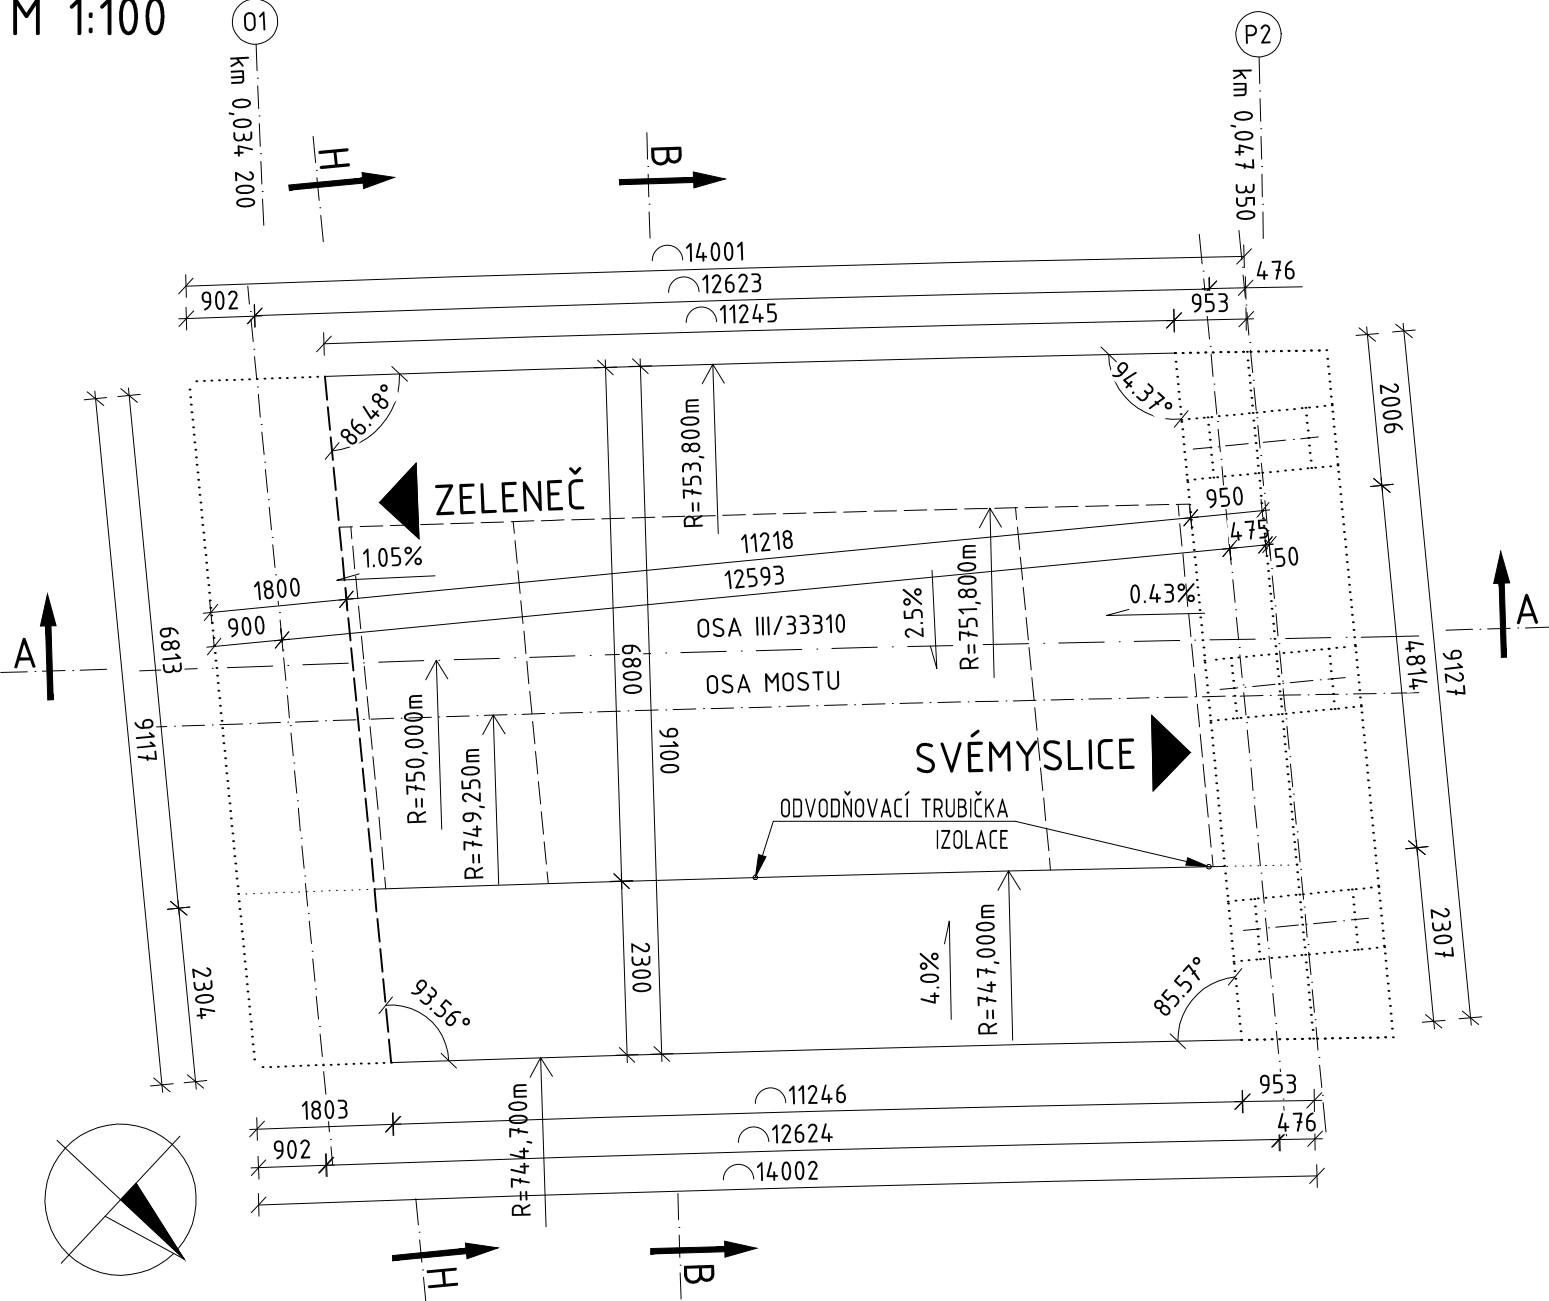 M 1:100
O1
P2
km 0,034 200
km 0,047 350
H
B
14001
12623
11245
902
476
953
86.48°
94.37°
R=753,800m
2006
ZELENEČ
950
475
50
11218
12593
1.05%
1800
900
0.43%
2.5%
R=751,800m
OSA III/33310
OSA MOSTU
A
A
6813
9117
6800
9100
4814
9127
R=750,000m
R=749,250m
SVÉMYSLICE
ODVODŇOVACÍ TRUBIČKA
IZOLACE
2304
2300
2307
4.0%
R=747,000m
93.56°
85.57°
1803
11246
953
902
12624
476
14002
R=744,700m
H
B